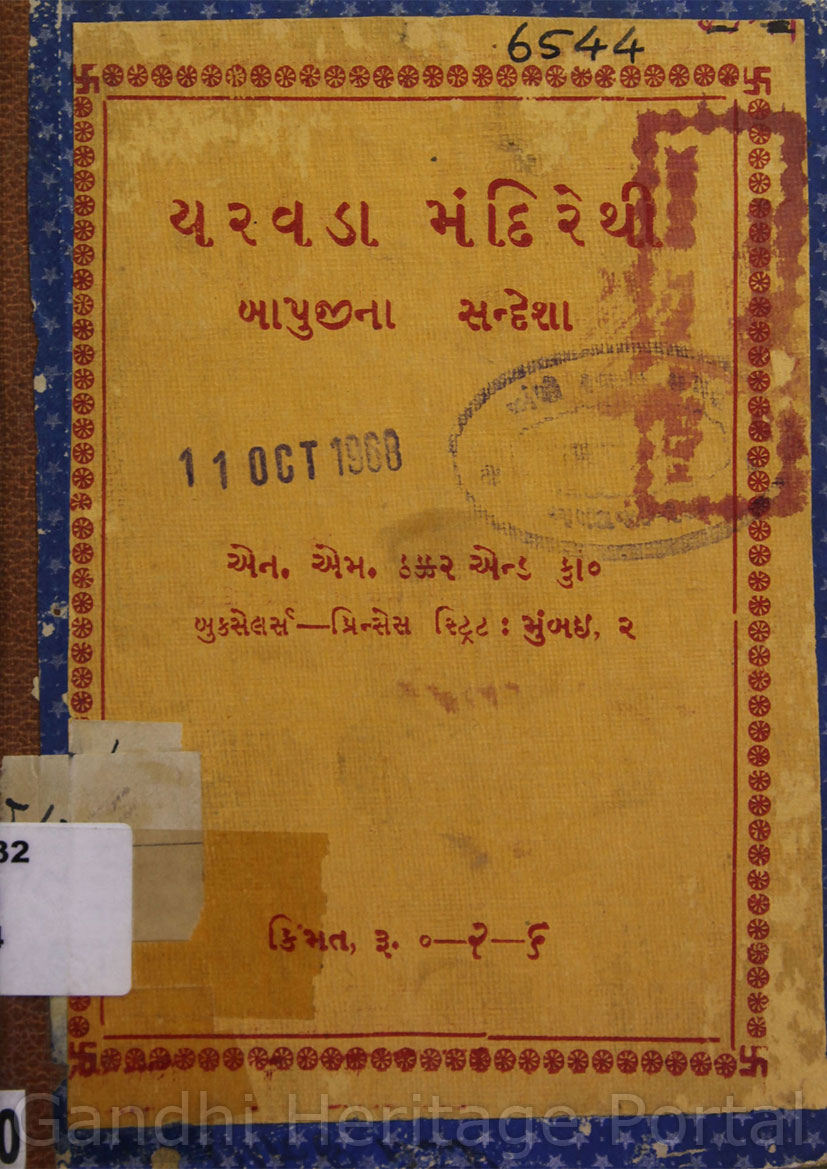 6544
યરવડા મંદિરેથી
બાપુજીના સન્દેશા
11 OCT 1968
એન. એમ. ઠક્કર એન્ડ કું૦
બુકસેલર્સ—પ્રિન્સેસ સ્ટ્રિટ : મુંબઇ, ૨
32
કિંમત, રૂ. ૦—૨—૬
0
Gandhi Heritage Portal